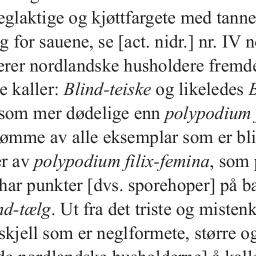 eglaktige og kjøttfargete med tanne
g for sauene, se [act. nidr.] nr. IV n
erer nordlandske husholdere fremde
e kaller: Blind-teiske og likeledes B
som mer dødelige enn polypodium
ømme av alle eksemplar som er bli
er av polypodium filix-femina, som p
har punkter [dvs. sporehoper] på ba
nd-tælg. Ut fra det triste og mistenk
skjell som er neglformete, større og